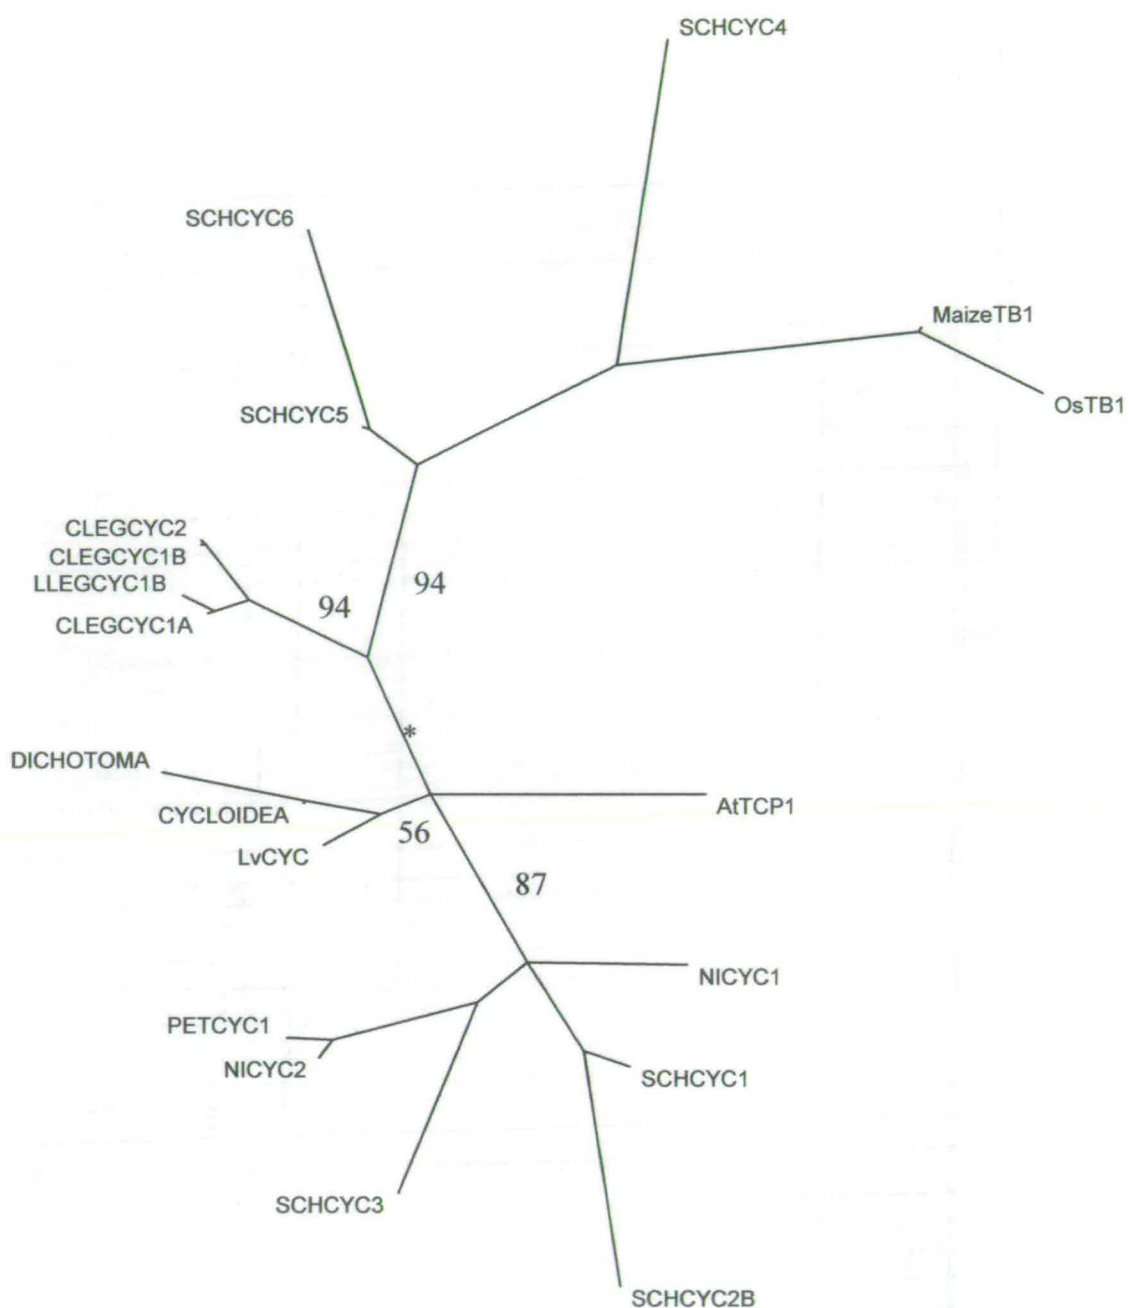 SCHCYC4
SCHCYC6
MaizeTB1
OsTB1
SCHCYC5
CLEGCYC2
CLEGCYC1B
LLEGCYC1B
CLEGCYC1A
94
94
*
DICHOTOMA
CYCLOIDEA
LvCYC
56
AtTCP1
87
NICYC1
PETCYC1
NICYC2
SCHCYC1
SCHCYC3
SCHCYC2B